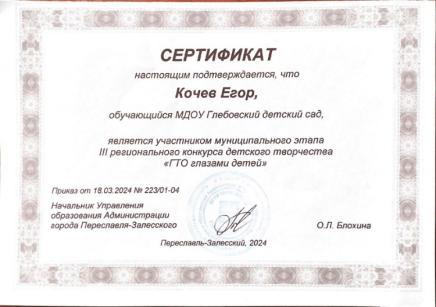 СЕРТИФИКАТ
настоящим подтверждается, что
Кочев Егор,
обучающийся МДОУ Глебовский детский сад,
является участником муниципального этапа
III регионального конкурса детского творчества
«ГТО глазами детей»
Приказ от 18.03.2024 № 223/01-04
Начальник Управления
образования Администрации
города Переславля-Залесского
О.Л. Блохина
Переславль-Залесский, 2024